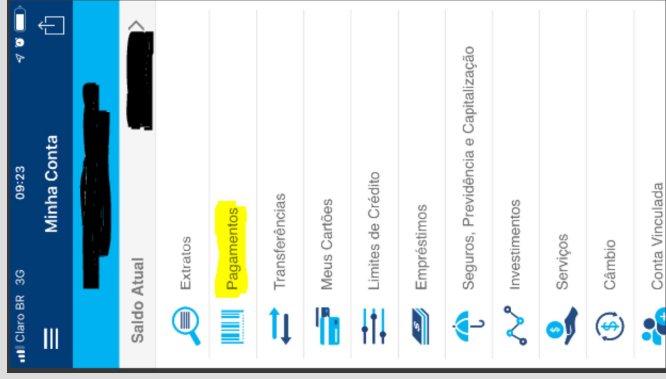 Claro BR 3G 09:23
Minha Conta
Saldo Atual
Extratos
Pagamentos
Transferências
Meus Cartões
Limites de Crédito
Empréstimos
Seguros, Previdência e Capitalização
Investimentos
Serviços
Câmbio
Conta Vinculada